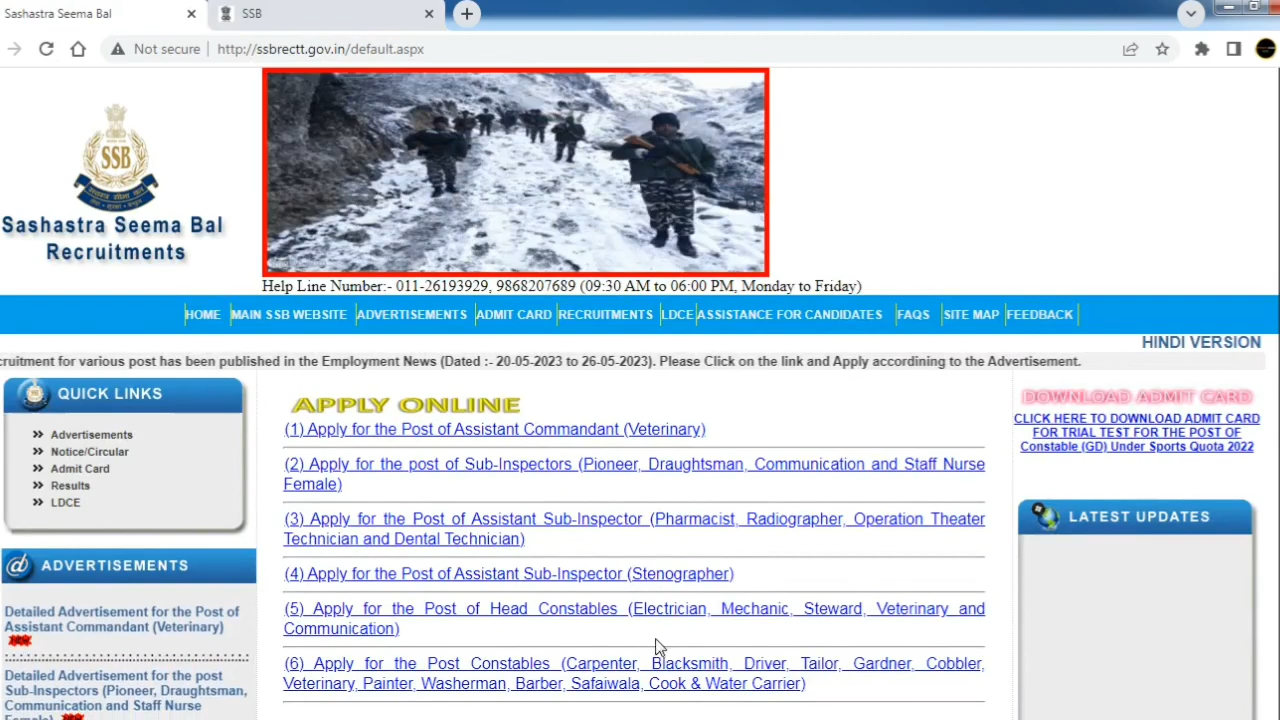 Sashastra Seema Bal
SSB
Not secure
http://ssbrectt.gov.in/default.aspx
SSB
Sashastra Seema Bal
Recruitments
Help Line Number:- 011-26193929, 9868207689 (09:30 AM to 06:00 PM, Monday to Friday)
HOME MAIN SSB WEBSITE ADVERTISEMENTS ADMIT CARD RECRUITMENTS LDCE ASSISTANCE FOR CANDIDATES FAQS SITE MAP FEEDBACK
HINDI VERSION
cruitment for various post has been published in the Employment News (Dated :- 20-05-2023 to 26-05-2023). Please Click on the link and Apply accordining to the Advertisement.
QUICK LINKS
Advertisements
Notice/Circular
Admit Card
Results
LDCE
ADVERTISEMENTS
Detailed Advertisement for the Post of
Assistant Commandant (Veterinary)
Detailed Advertisement for the post
Sub-Inspectors (Pioneer, Draughtsman,
Communication and Staff Nurse
Female)
APPLY ONLINE
(1) Apply for the Post of Assistant Commandant (Veterinary)
(2) Apply for the post of Sub-Inspectors (Pioneer, Draughtsman, Communication and Staff Nurse
Female)
(3) Apply for the Post of Assistant Sub-Inspector (Pharmacist, Radiographer, Operation Theater
Technician and Dental Technician)
(4) Apply for the Post of Assistant Sub-Inspector (Stenographer)
(5) Apply for the Post of Head Constables (Electrician, Mechanic, Steward, Veterinary and
Communication)
(6) Apply for the Post Constables (Carpenter, Blacksmith, Driver, Tailor, Gardner, Cobbler,
Veterinary, Painter, Washerman, Barber, Safaiwala, Cook & Water Carrier)
DOWNLOAD ADMIT CARD
CLICK HERE TO DOWNLOAD ADMIT CARD
FOR TRIAL TEST FOR THE POST OF
Constable (GD) Under Sports Quota 2022
LATEST UPDATES